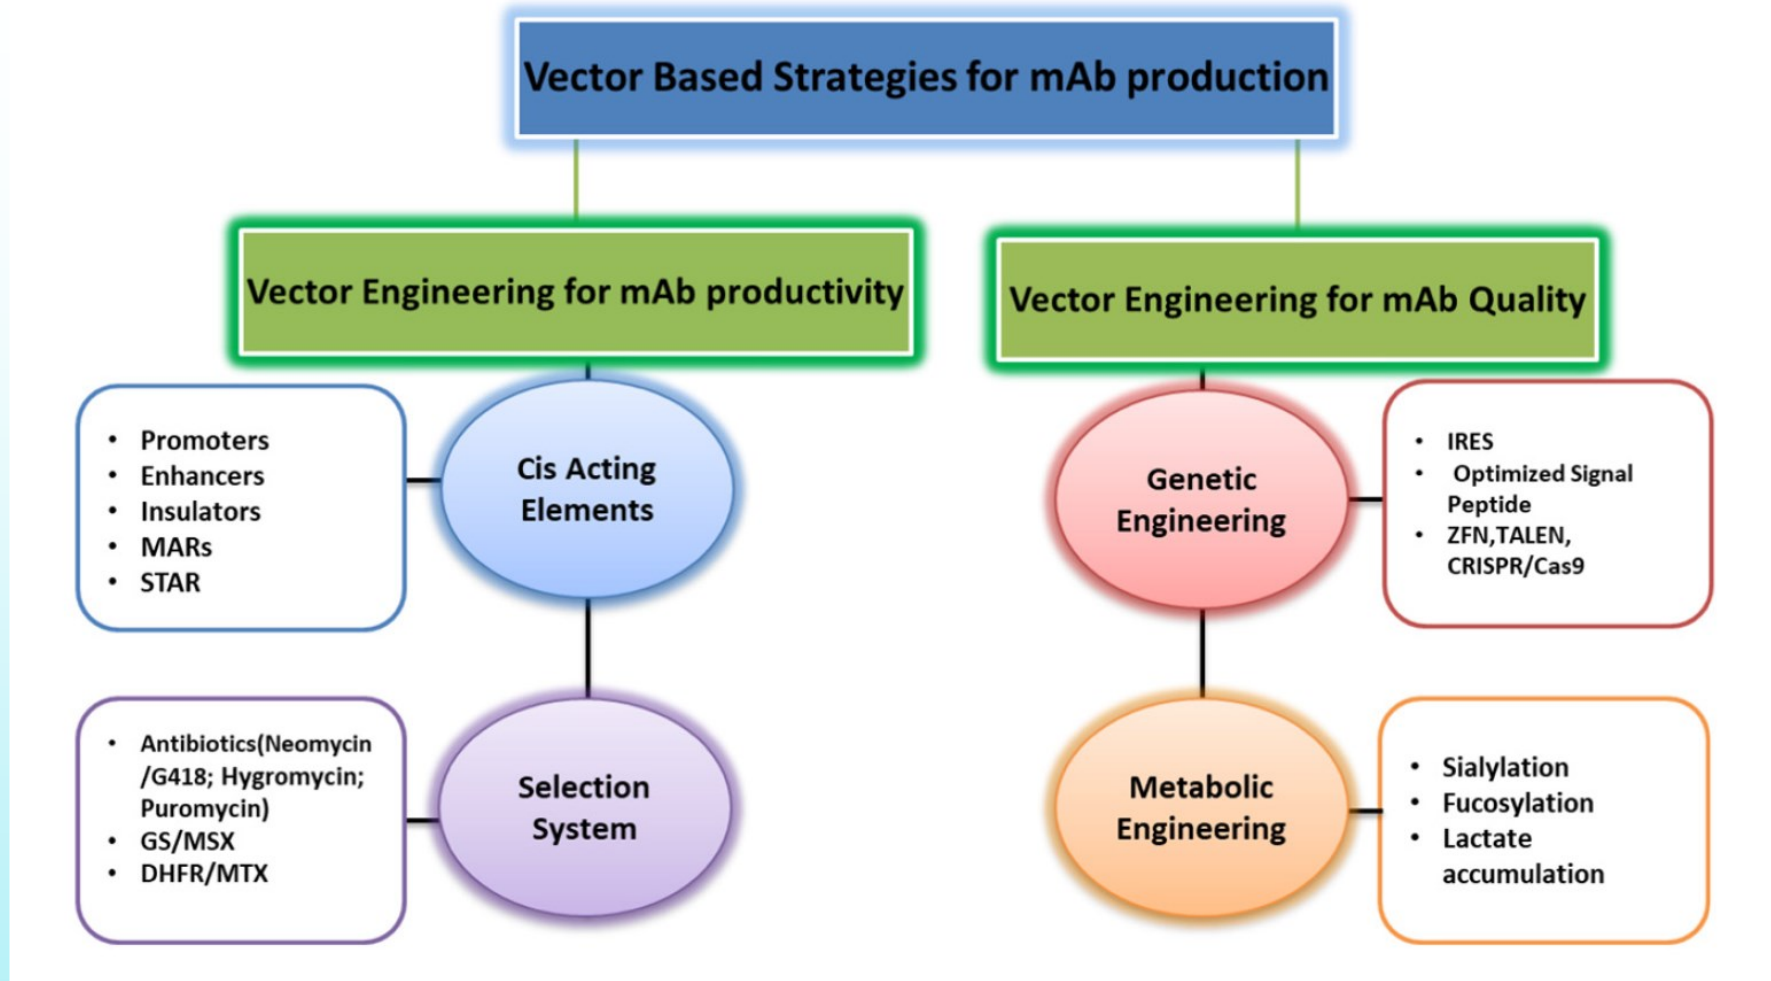 Vector Based Strategies for mAb production
Vector Engineering for mAb productivity
Vector Engineering for mAb Quality
• Promoters
• Enhancers
• Insulators
• MARs
• STAR
Cis Acting
Elements
Genetic
Engineering
• IRES
• Optimized Signal
Peptide
• ZFN,TALEN,
CRISPR/Cas9
• Antibiotics(Neomycin
/G418; Hygromycin;
Puromycin)
• GS/MSX
• DHFR/MTX
Selection
System
Metabolic
Engineering
• Sialylation
• Fucosylation
• Lactate
accumulation